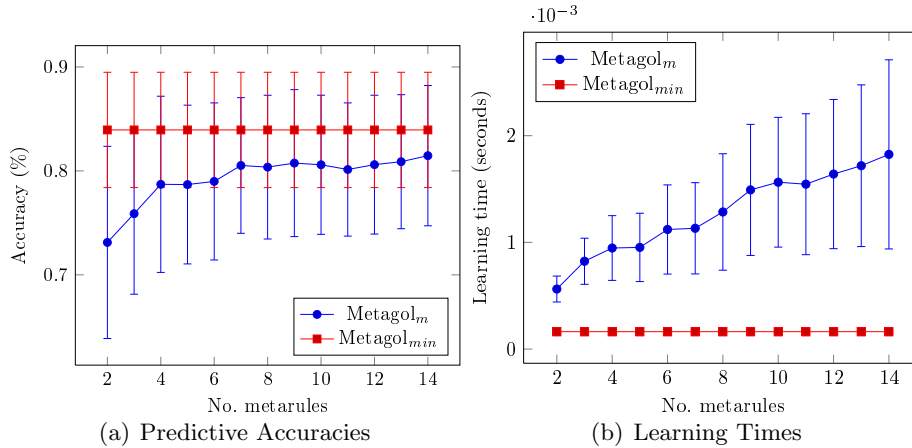 0.9
0.8
0.7
Accuracy (%)
2 4 6 8 10 12 14
No. metarules
Metagol_m
Metagol_min
(a) Predictive Accuracies
·10^{-3}
2
1
0
Learning time (seconds)
2 4 6 8 10 12 14
No. metarules
Metagol_m
Metagol_min
(b) Learning Times